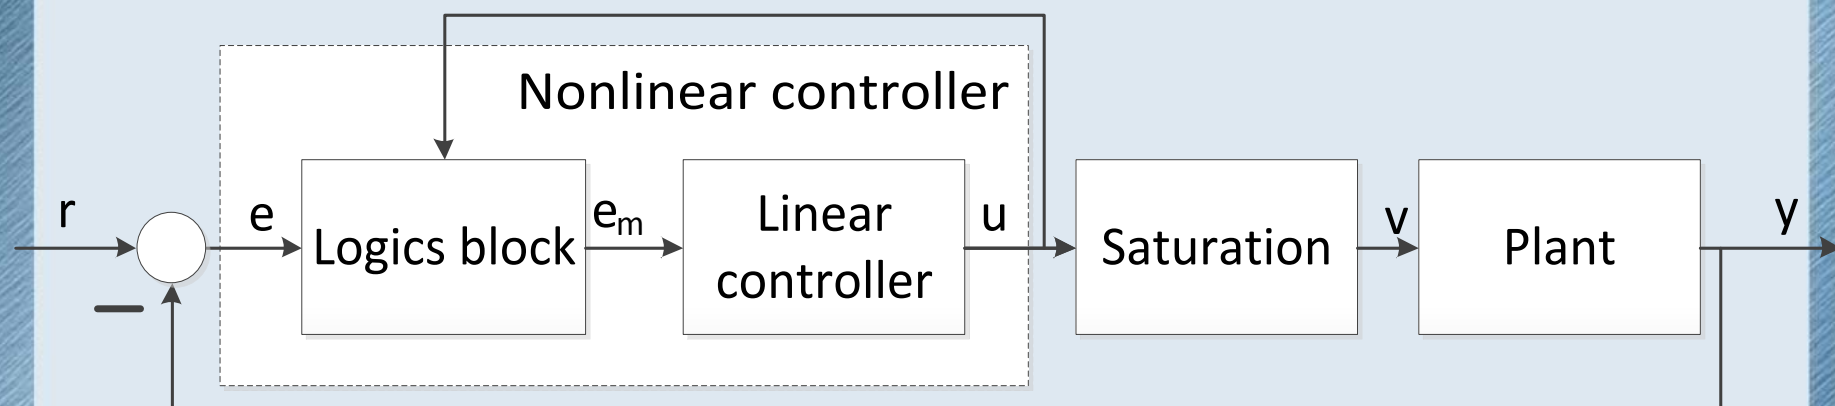 Nonlinear controller
r
e
Logics block
em
Linear
controller
u
Saturation
v
Plant
y
−